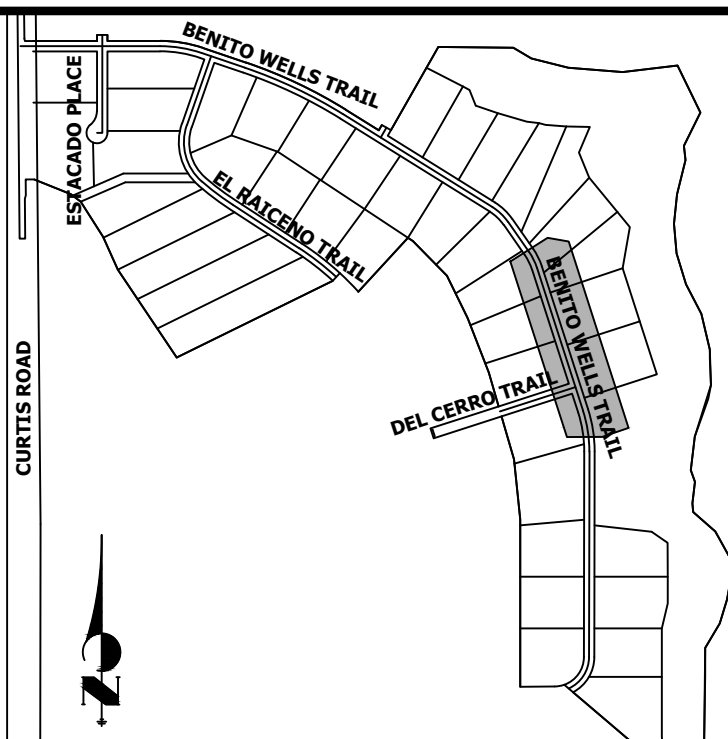 BENITO WELLS TRAIL
ESTACADO PLACE
EL RAICENO TRAIL
BENITO WELLS TRAIL
DEL CERRO TRAIL
CURTIS ROAD
N